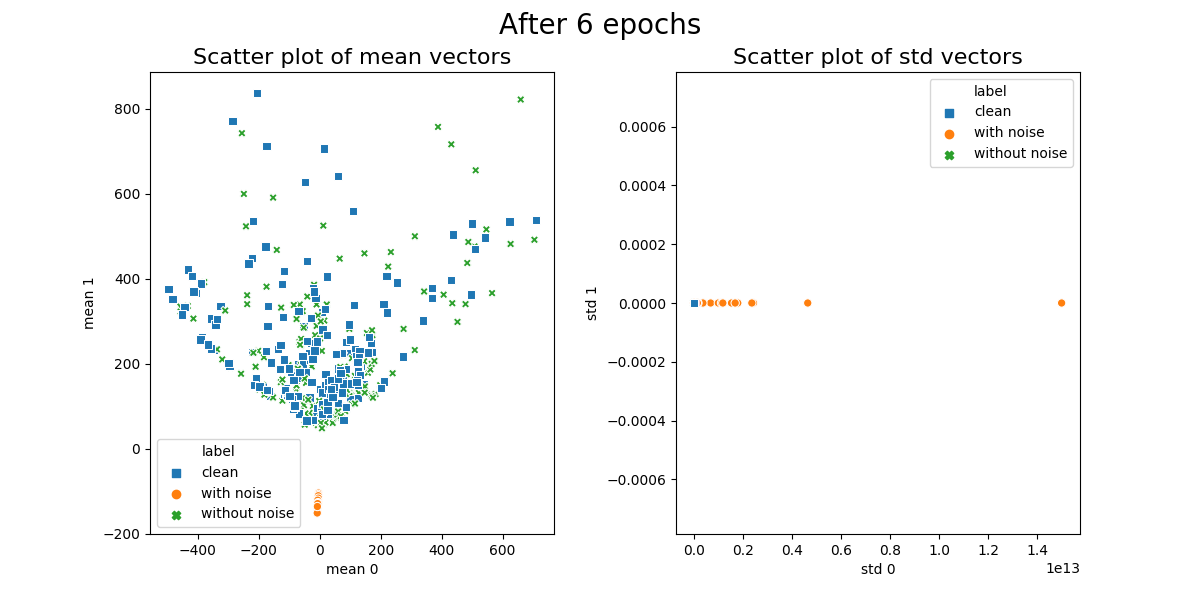 After 6 epochs
Scatter plot of mean vectors
mean 1
800
600
400
200
0
−200
label
clean
with noise
without noise
−400
−200
0
200
400
600
mean 0
Scatter plot of std vectors
std 1
0.0006
0.0004
0.0002
0.0000
−0.0002
−0.0004
−0.0006
label
clean
with noise
without noise
0.0
0.2
0.4
0.6
0.8
1.0
1.2
1.4
1e13
std 0